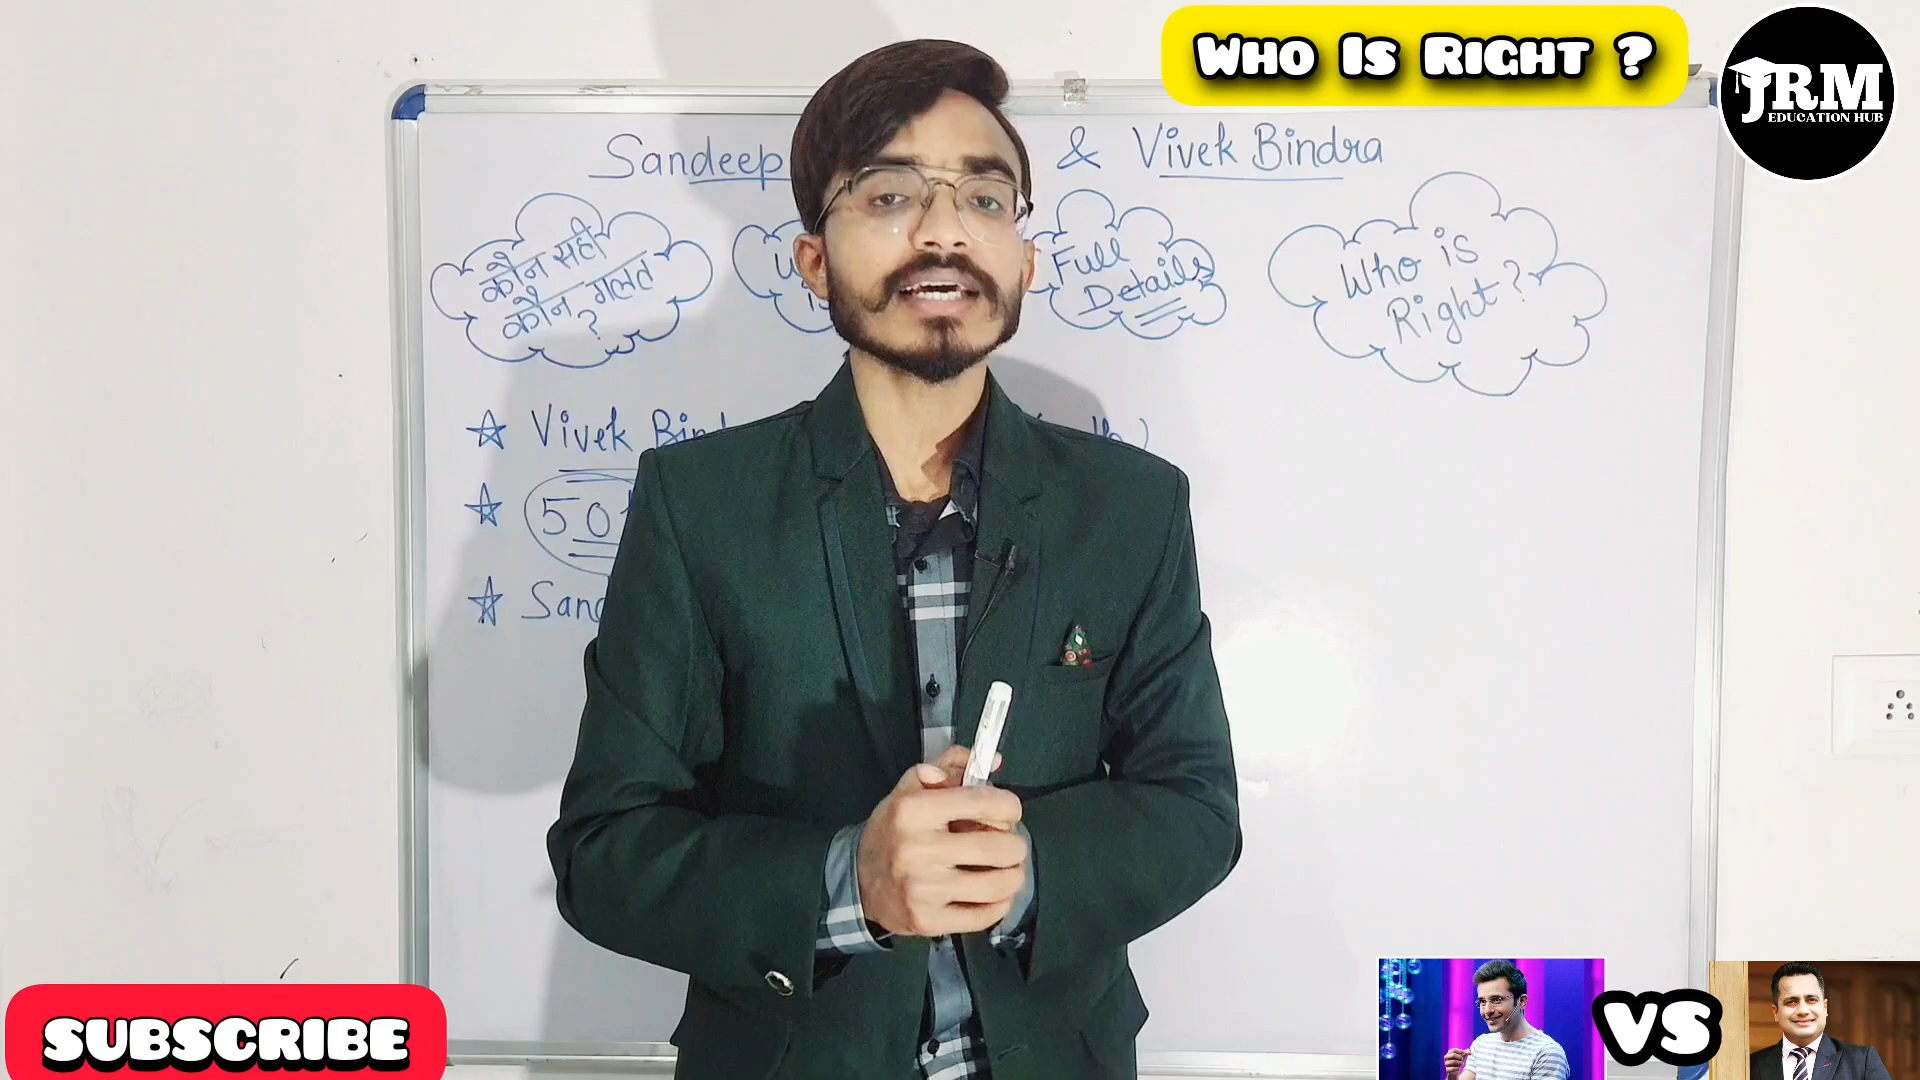 WHO IS RIGHT ?
JRM
EDUCATION HUB
Sandeep & Vivek Bindra
कौन सही
कौन गलत
?
Full
Details
Who is
Right?
☆ Vivek
☆ 50
☆
SUBSCRIBE
VS